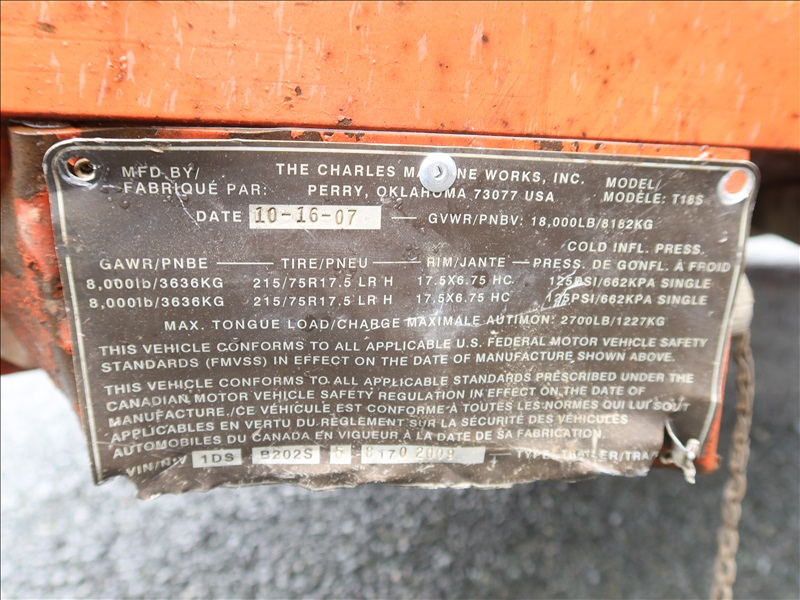 MFD BY/ THE CHARLES MACHINE WORKS, INC. MODEL/
FABRIQUÉ PAR: PERRY, OKLAHOMA 73077 USA MODÈLE: T18S
DATE 10-16-07 GVWR/PNBV: 18,000LB/8182KG
COLD INFL. PRESS.
GAWR/PNBE TIRE/PNEU RIM/JANTE PRESS. DE GONFL. À FROID
8,000lb/3636KG 215/75R17.5 LR H 17.5X6.75 HC 125PSI/662KPA SINGLE
8,000lb/3636KG 215/75R17.5 LR H 17.5X6.75 HC 125PSI/662KPA SINGLE
MAX. TONGUE LOAD/CHARGE MAXIMALE AUTIMON: 2700LB/1227KG
THIS VEHICLE CONFORMS TO ALL APPLICABLE U.S. FEDERAL MOTOR VEHICLE SAFETY
STANDARDS (FMVSS) IN EFFECT ON THE DATE OF MANUFACTURE SHOWN ABOVE.
THIS VEHICLE CONFORMS TO ALL APPLICABLE STANDARDS PRESCRIBED UNDER THE
CANADIAN MOTOR VEHICLE SAFETY REGULATION IN EFFECT ON THE DATE OF
MANUFACTURE./CE VÉHICULE EST CONFORME À TOUTES LES NORMES QUI LUI SOUT
APPLICABLES EN VERTU DU RÈGLEMENT SUR LA SÉCURITÉ DES VÉHICULES
AUTOMOBILES DU CANADA EN VIGUEUR À LA DATE DE SA FABRICATION.
1DS B202S TYPE: TRAILER/